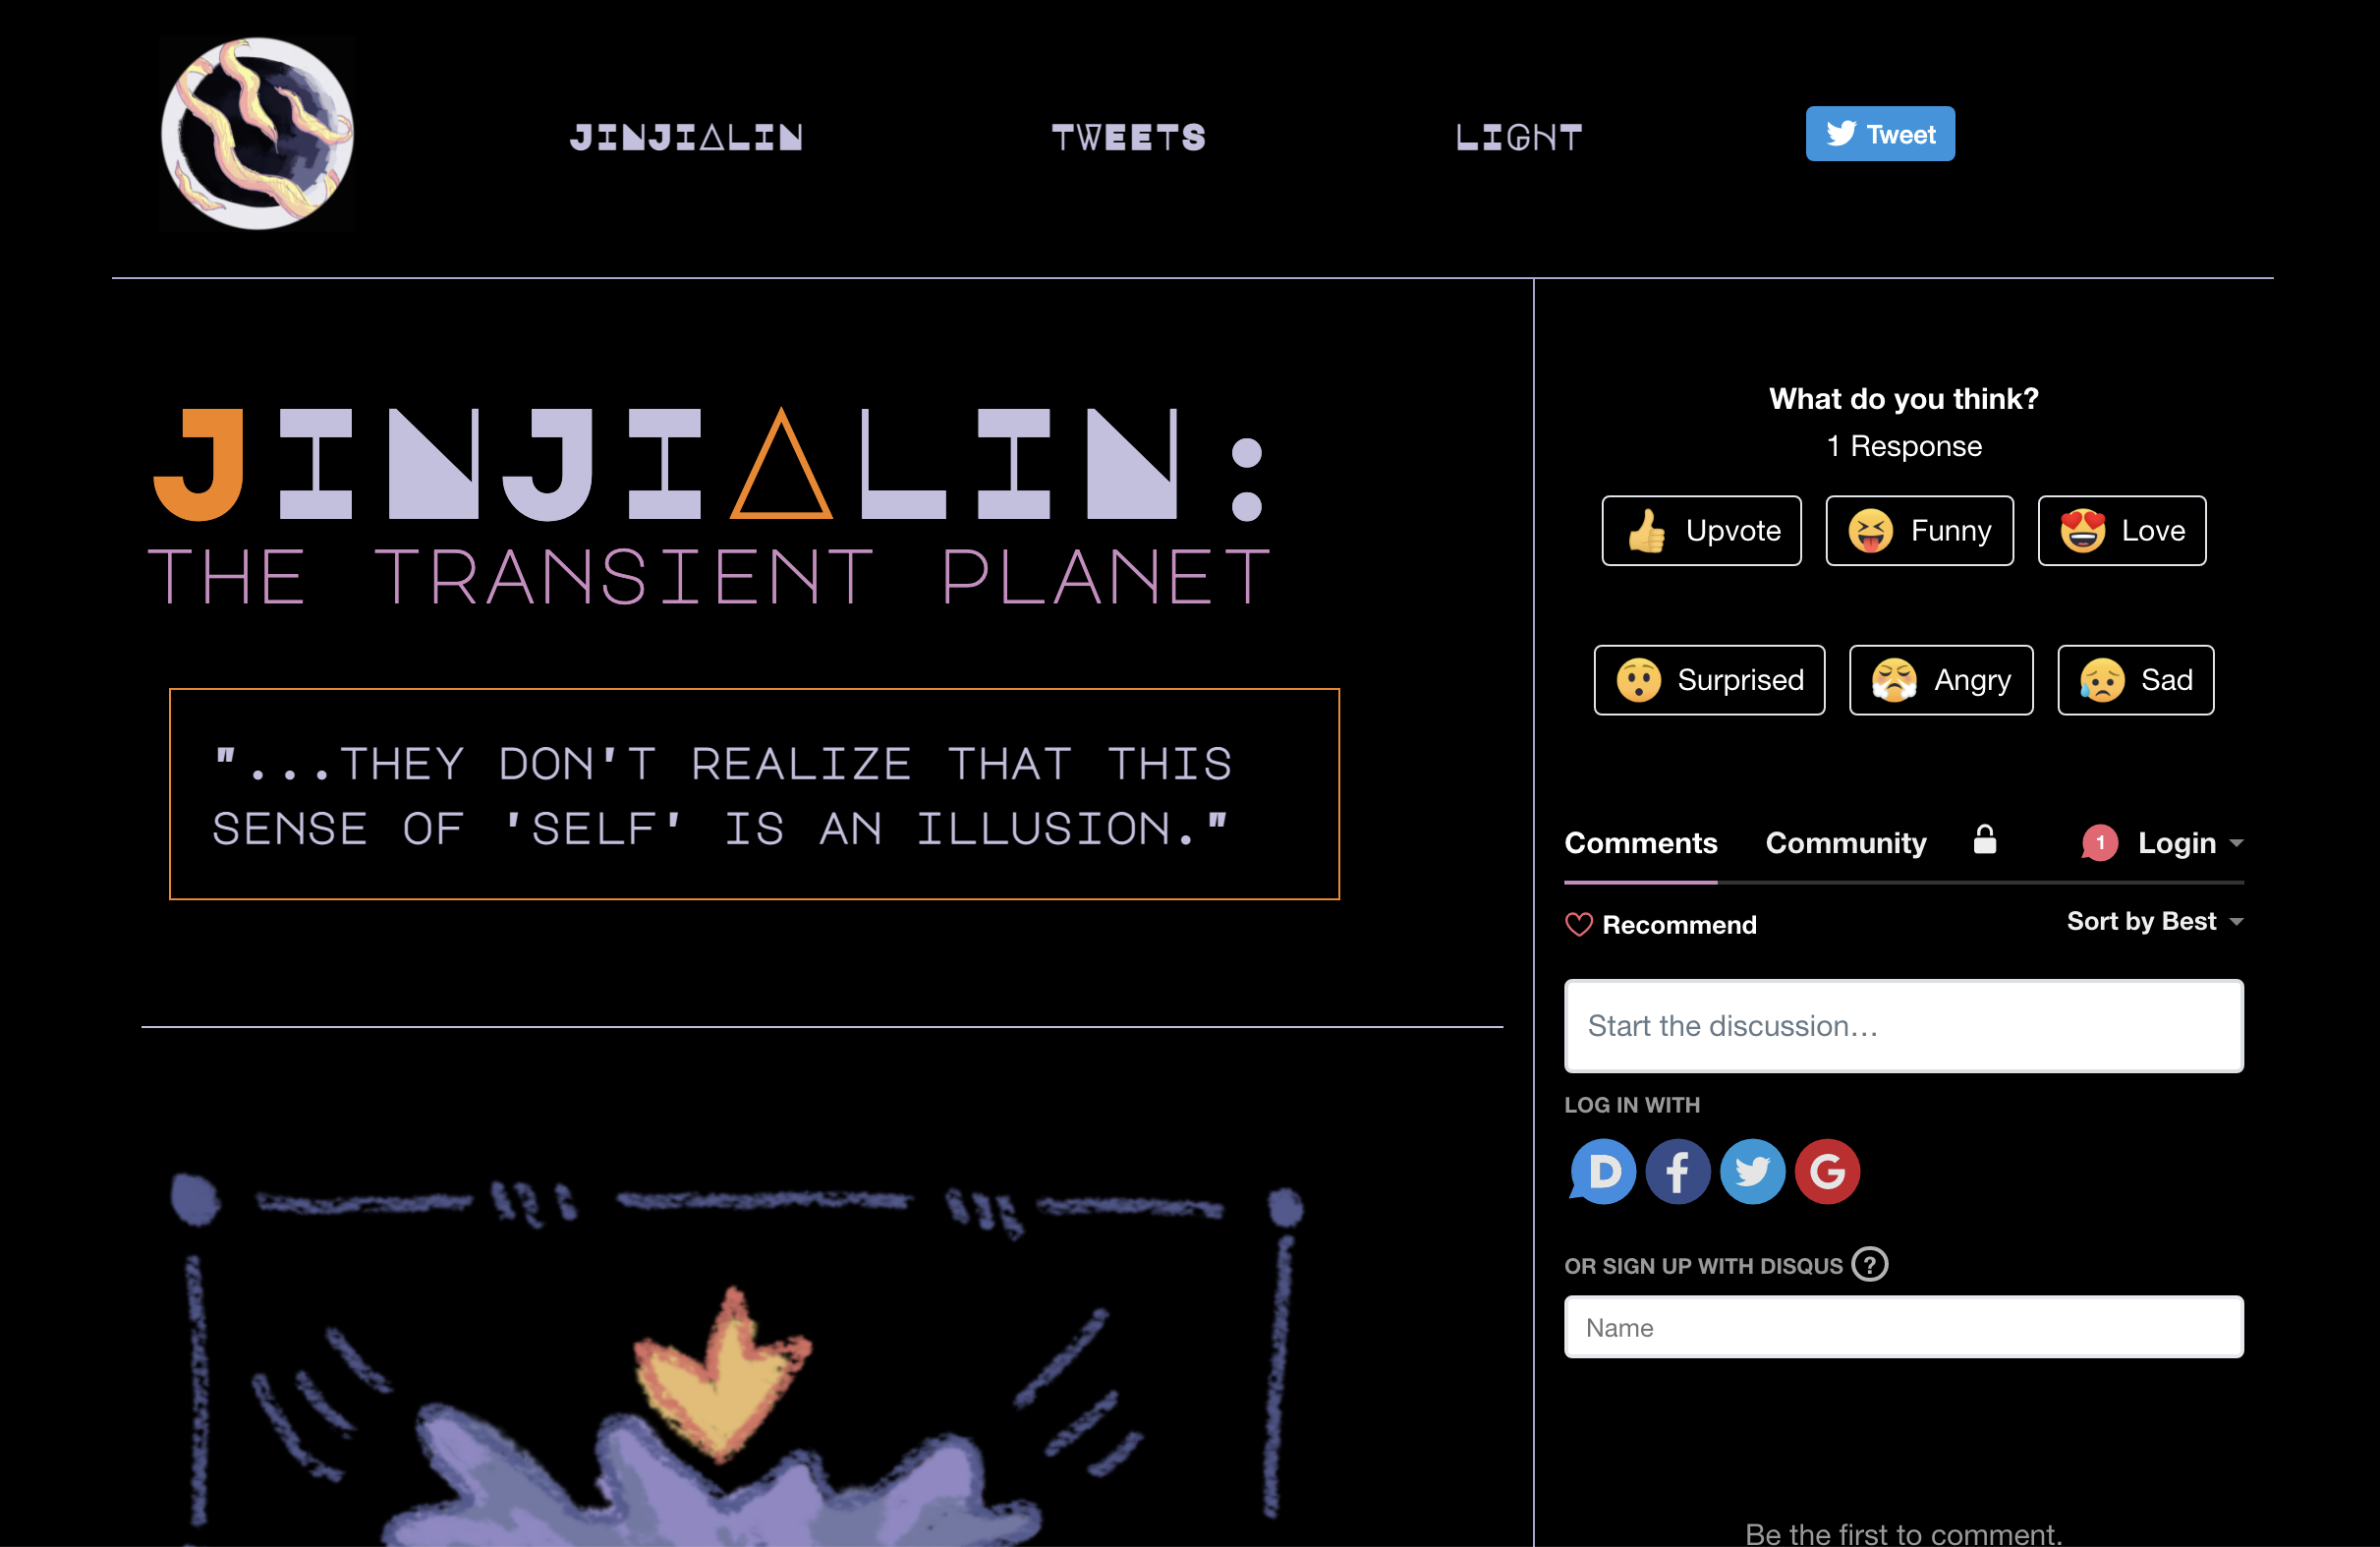 JINJIΔLIN
TWEETS
LIGHT
Tweet
JINJIΔLIN:
THE TRANSIENT PLANET
"...THEY DON'T REALIZE THAT THIS
SENSE OF 'SELF' IS AN ILLUSION."
What do you think?
1 Response
Upvote
Funny
Love
Surprised
Angry
Sad
Comments
Community
1
Login
Recommend
Sort by Best
Start the discussion…
LOG IN WITH
D
f
G
OR SIGN UP WITH DISQUS ?
Name
Be the first to comment.